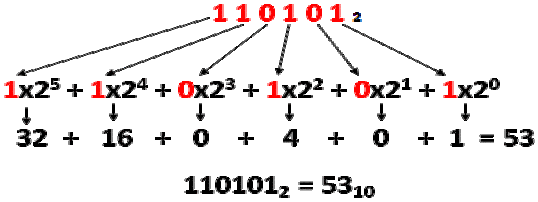 1 1 0 1 0 1 ₂
1x2⁵ + 1x2⁴ + 0x2³ + 1x2² + 0x2¹ + 1x2⁰
32 + 16 + 0 + 4 + 0 + 1 = 53
110101₂ = 53₁₀